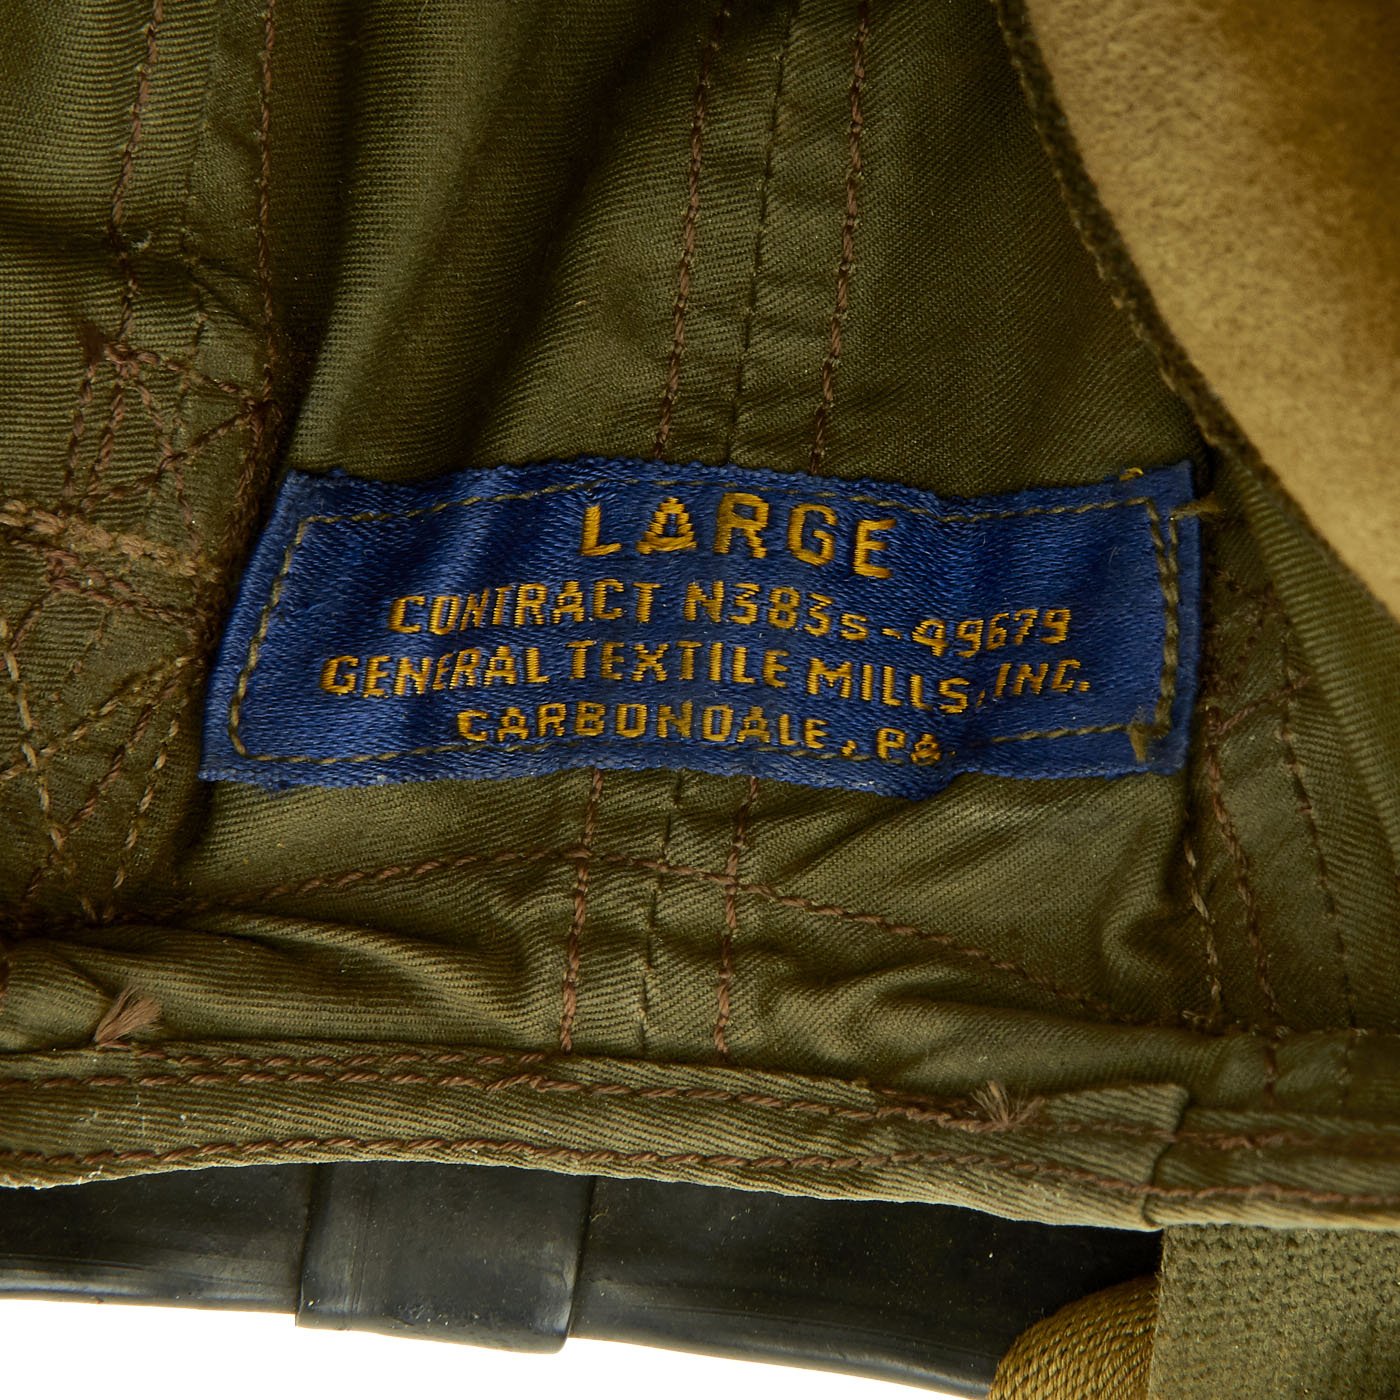 LARGE
CONTRACT N383s-49679
GENERAL TEXTILE MILLS, INC.
CARBONDALE, PA